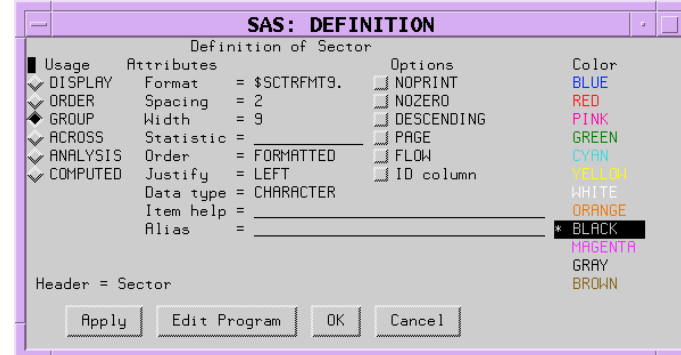 SAS: DEFINITION
Definition of Sector
Usage Attributes Options Color
DISPLAY Format = $SCTRFMT9. NOPRINT BLUE
ORDER Spacing = 2 NOZERO RED
GROUP Width = 9 DESCENDING PINK
ACROSS Statistic = PAGE GREEN
ANALYSIS Order = FORMATTED FLOW CYAN
COMPUTED Justify = LEFT ID column YELLOW
Data type = CHARACTER WHITE
Item help = ORANGE
Alias = * BLACK
MAGENTA
GRAY
Header = Sector BROWN
Apply Edit Program OK Cancel